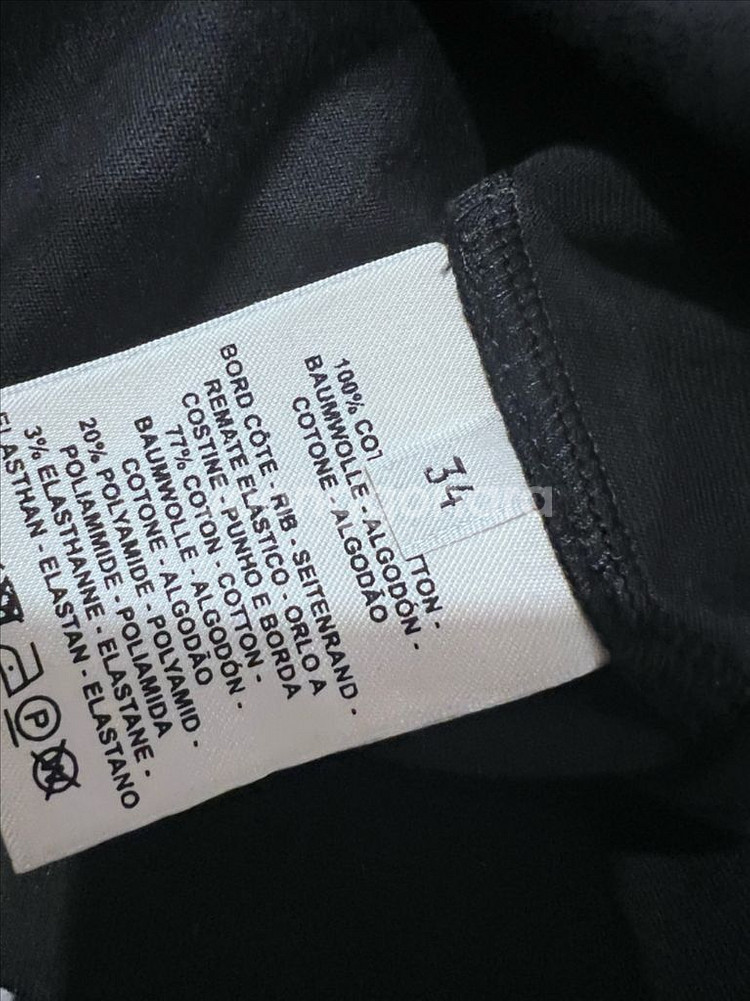 34
100% CO
TTON -
BAUMWOLLE - ALGODÓN -
COTONE - ALGODÃO
BORD CÔTE - RIB - SEITENRAND -
REMATE ELÁSTICO - ORLO A
COSTINE - PUNHO E BORDA
77% COTON - COTTON -
BAUMWOLLE - ALGODÓN -
COTONE - ALGODÃO
20% POLYAMIDE - POLYAMID -
POLIAMMIDE - POLIAMIDA
3% ELASTHANNE - ELASTANE -
ELASTHAN - ELASTAN - ELASTANO
P